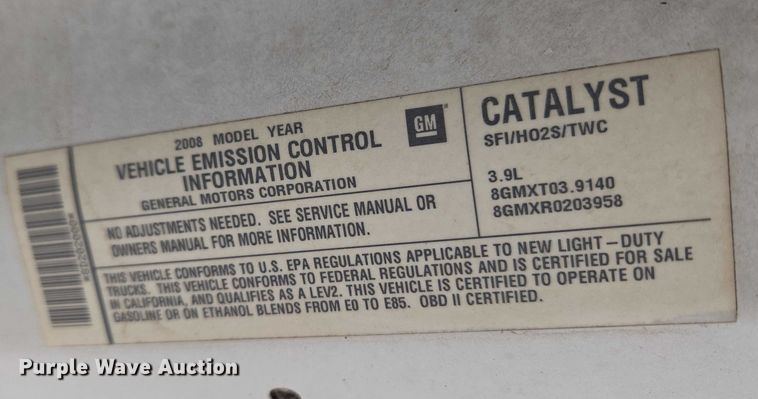 2008 MODEL YEAR
VEHICLE EMISSION CONTROL
INFORMATION
GENERAL MOTORS CORPORATION
GM
CATALYST
SFI/HO2S/TWC
3.9L
8GMXT03.9140
8GMXR0203958
NO ADJUSTMENTS NEEDED. SEE SERVICE MANUAL OR
OWNERS MANUAL FOR MORE INFORMATION.
THIS VEHICLE CONFORMS TO U.S. EPA REGULATIONS APPLICABLE TO NEW LIGHT-DUTY
TRUCKS. THIS VEHICLE CONFORMS TO FEDERAL REGULATIONS AND IS CERTIFIED FOR SALE
IN CALIFORNIA, AND QUALIFIES AS A LEV2. THIS VEHICLE IS CERTIFIED TO OPERATE ON
GASOLINE OR ON ETHANOL BLENDS FROM E0 TO E85. OBD II CERTIFIED.
Purple Wave Auction